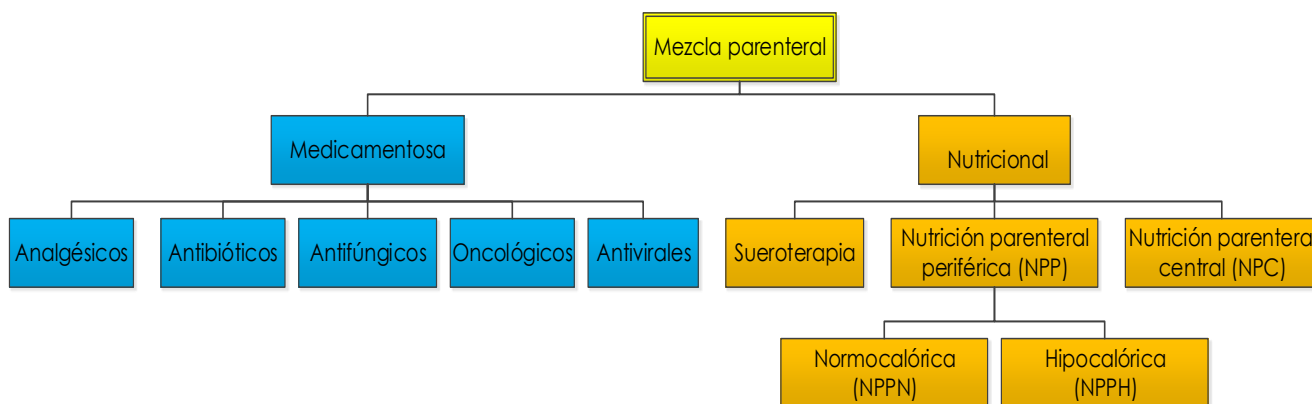 Mezcla parenteral
Medicamentosa
Nutricional
Analgésicos
Antibióticos
Antifúngicos
Oncológicos
Antivirales
Sueroterapia
Nutrición parenteral
periférica (NPP)
Nutrición parentera
central (NPC)
Normocalórica
(NPPN)
Hipocalórica
(NPPH)